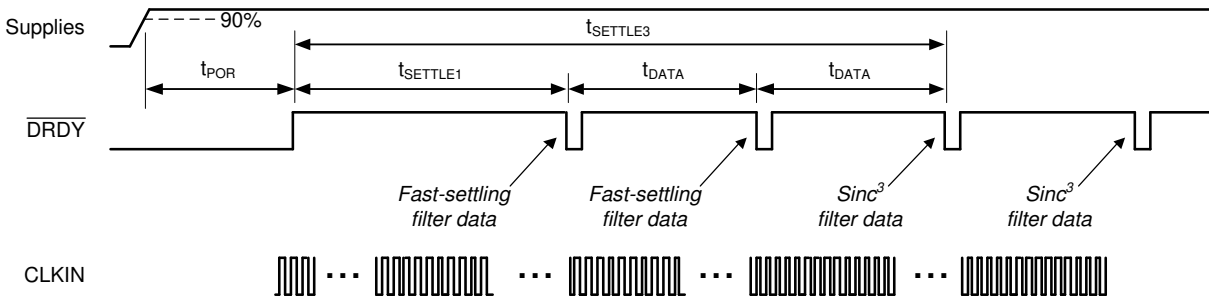 Supplies
90%
tSETTLE3
tPOR
tSETTLE1
tDATA
tDATA
DRDY
Fast-settling
filter data
Fast-settling
filter data
Sinc³
filter data
Sinc³
filter data
CLKIN